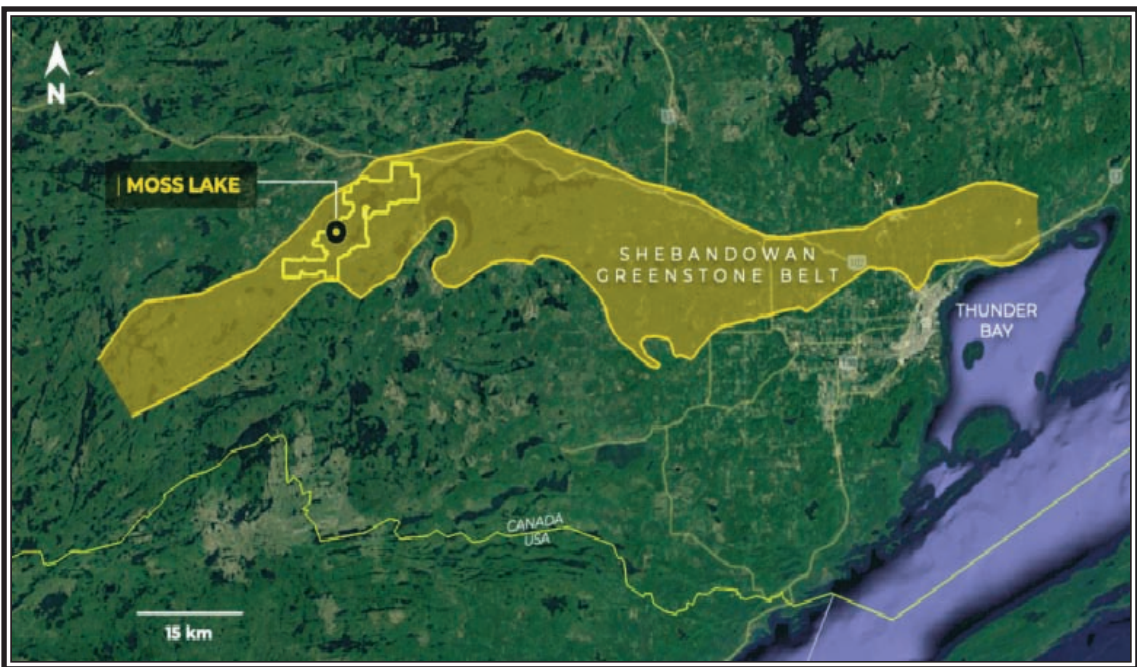 N
MOSS LAKE
SHEBANDOWAN
GREENSTONE BELT
THUNDER
BAY
CANADA
USA
15 km